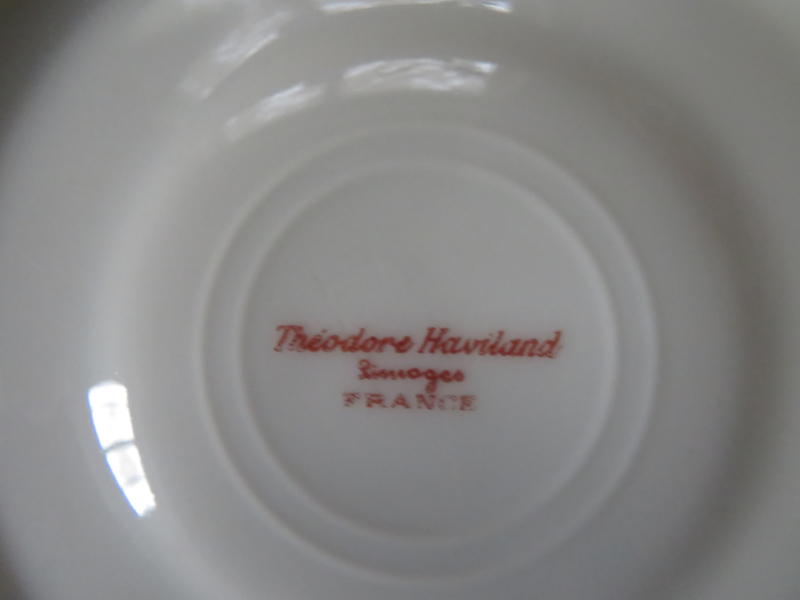 Théodore Haviland
Limoges
FRANCE